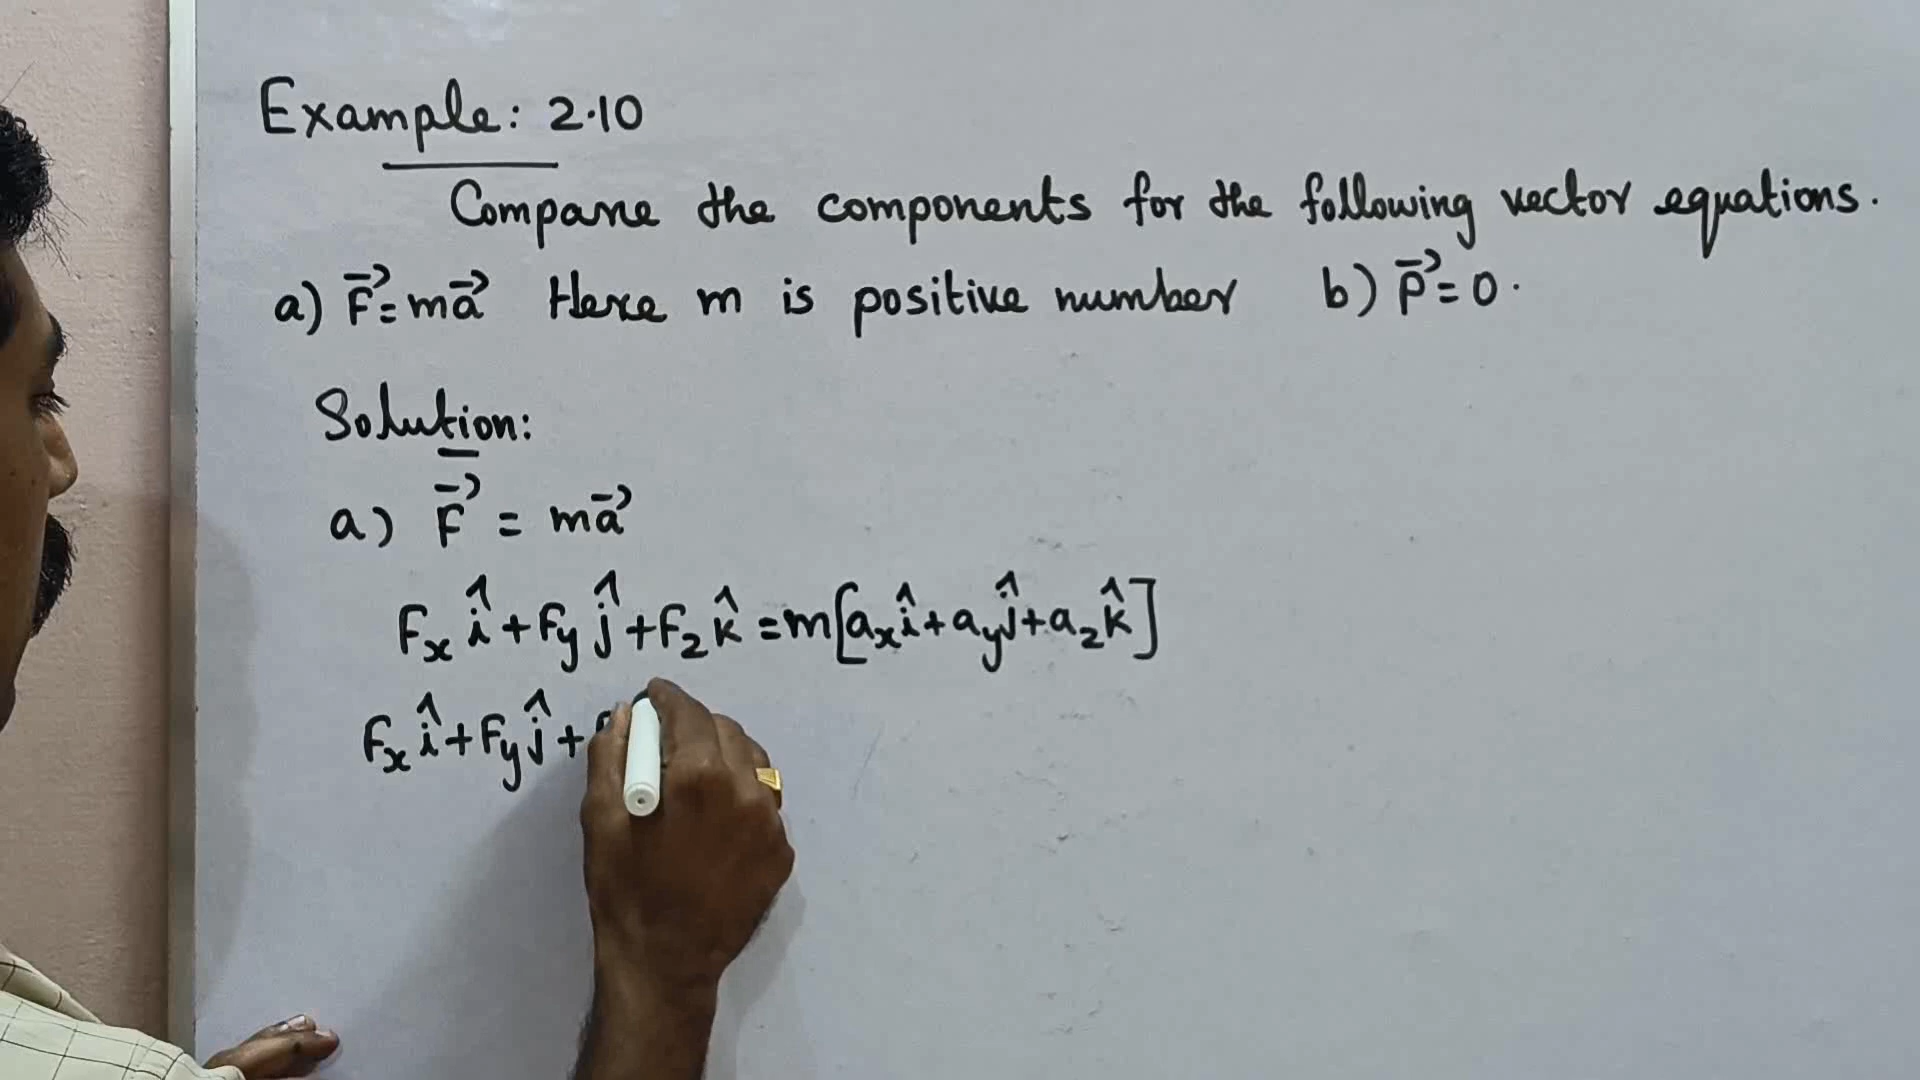 Example: 2.10
Compare the components for the following vector equations.
a) F⃗ = ma⃗ Here m is positive number b) P⃗ = 0.
Solution:
a) F⃗ = ma⃗
Fₓ î + Fy ĵ + Fz k̂ = m[aₓ î + ay ĵ + az k̂]
Fₓ î + Fy ĵ +